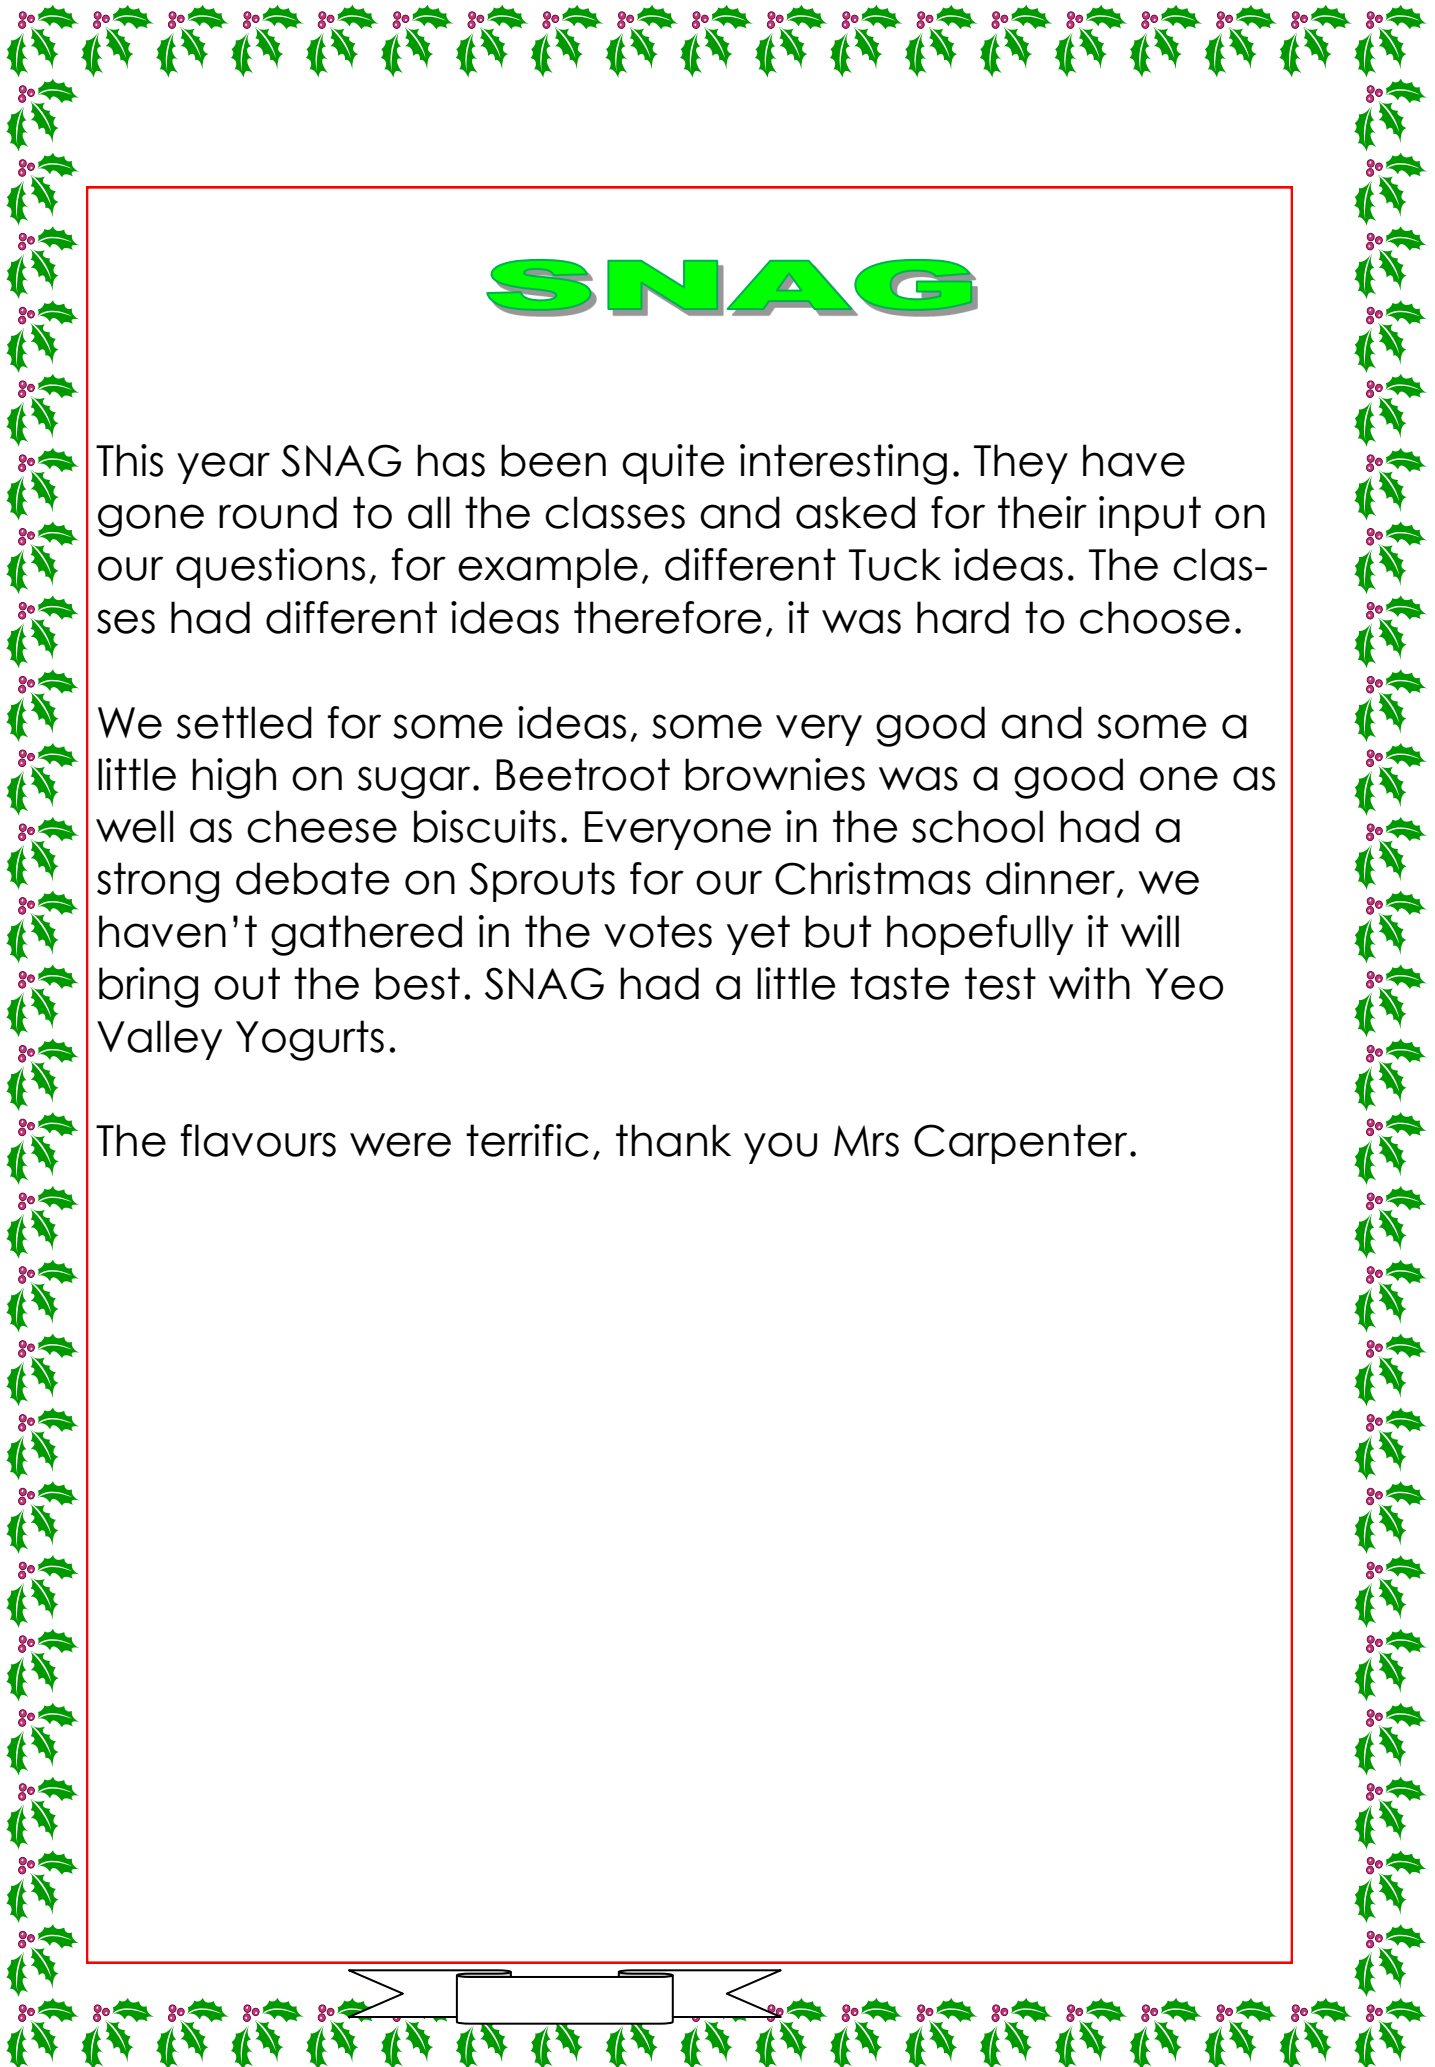 SNAG
This year SNAG has been quite interesting. They have
gone round to all the classes and asked for their input on
our questions, for example, different Tuck ideas. The clas-
ses had different ideas therefore, it was hard to choose.
We settled for some ideas, some very good and some a
little high on sugar. Beetroot brownies was a good one as
well as cheese biscuits. Everyone in the school had a
strong debate on Sprouts for our Christmas dinner, we
haven’t gathered in the votes yet but hopefully it will
bring out the best. SNAG had a little taste test with Yeo
Valley Yogurts.
The flavours were terrific, thank you Mrs Carpenter.